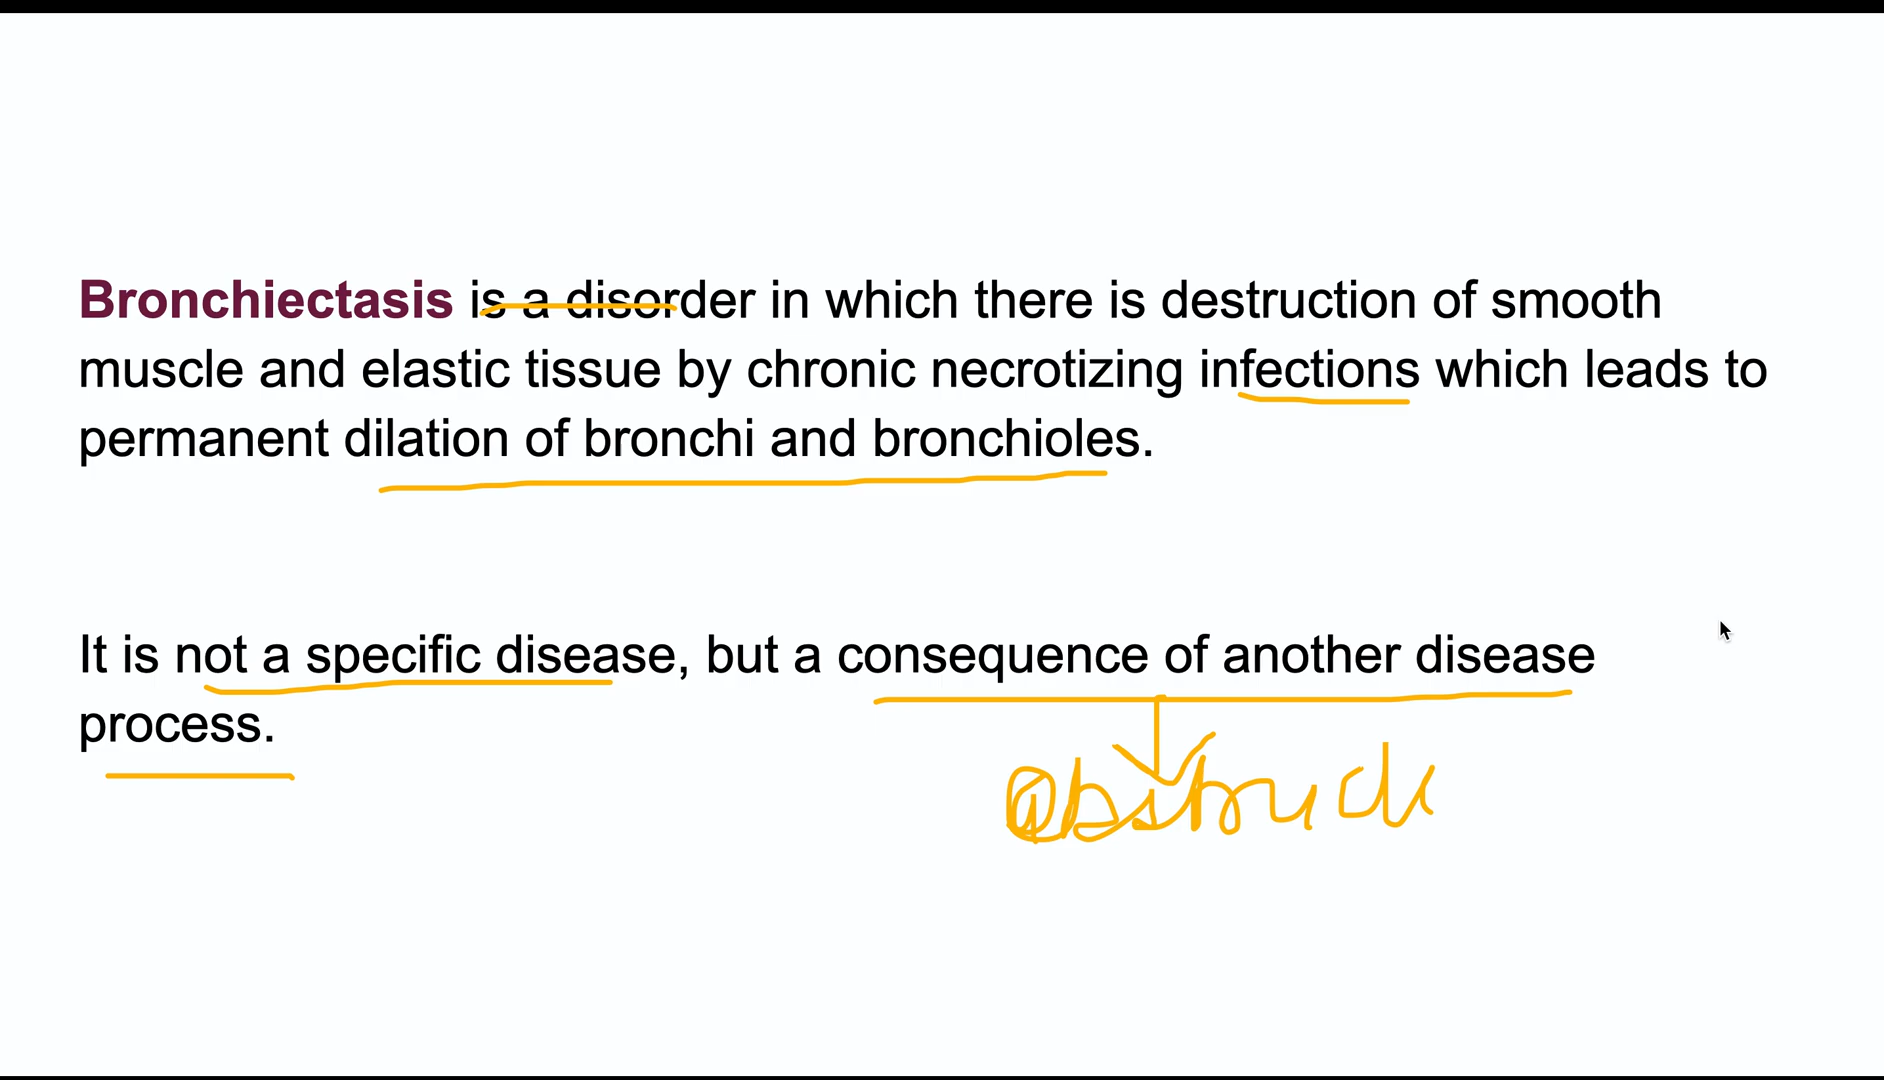 Bronchiectasis is a disorder in which there is destruction of smooth
muscle and elastic tissue by chronic necrotizing infections which leads to
permanent dilation of bronchi and bronchioles.
It is not a specific disease, but a consequence of another disease
process.